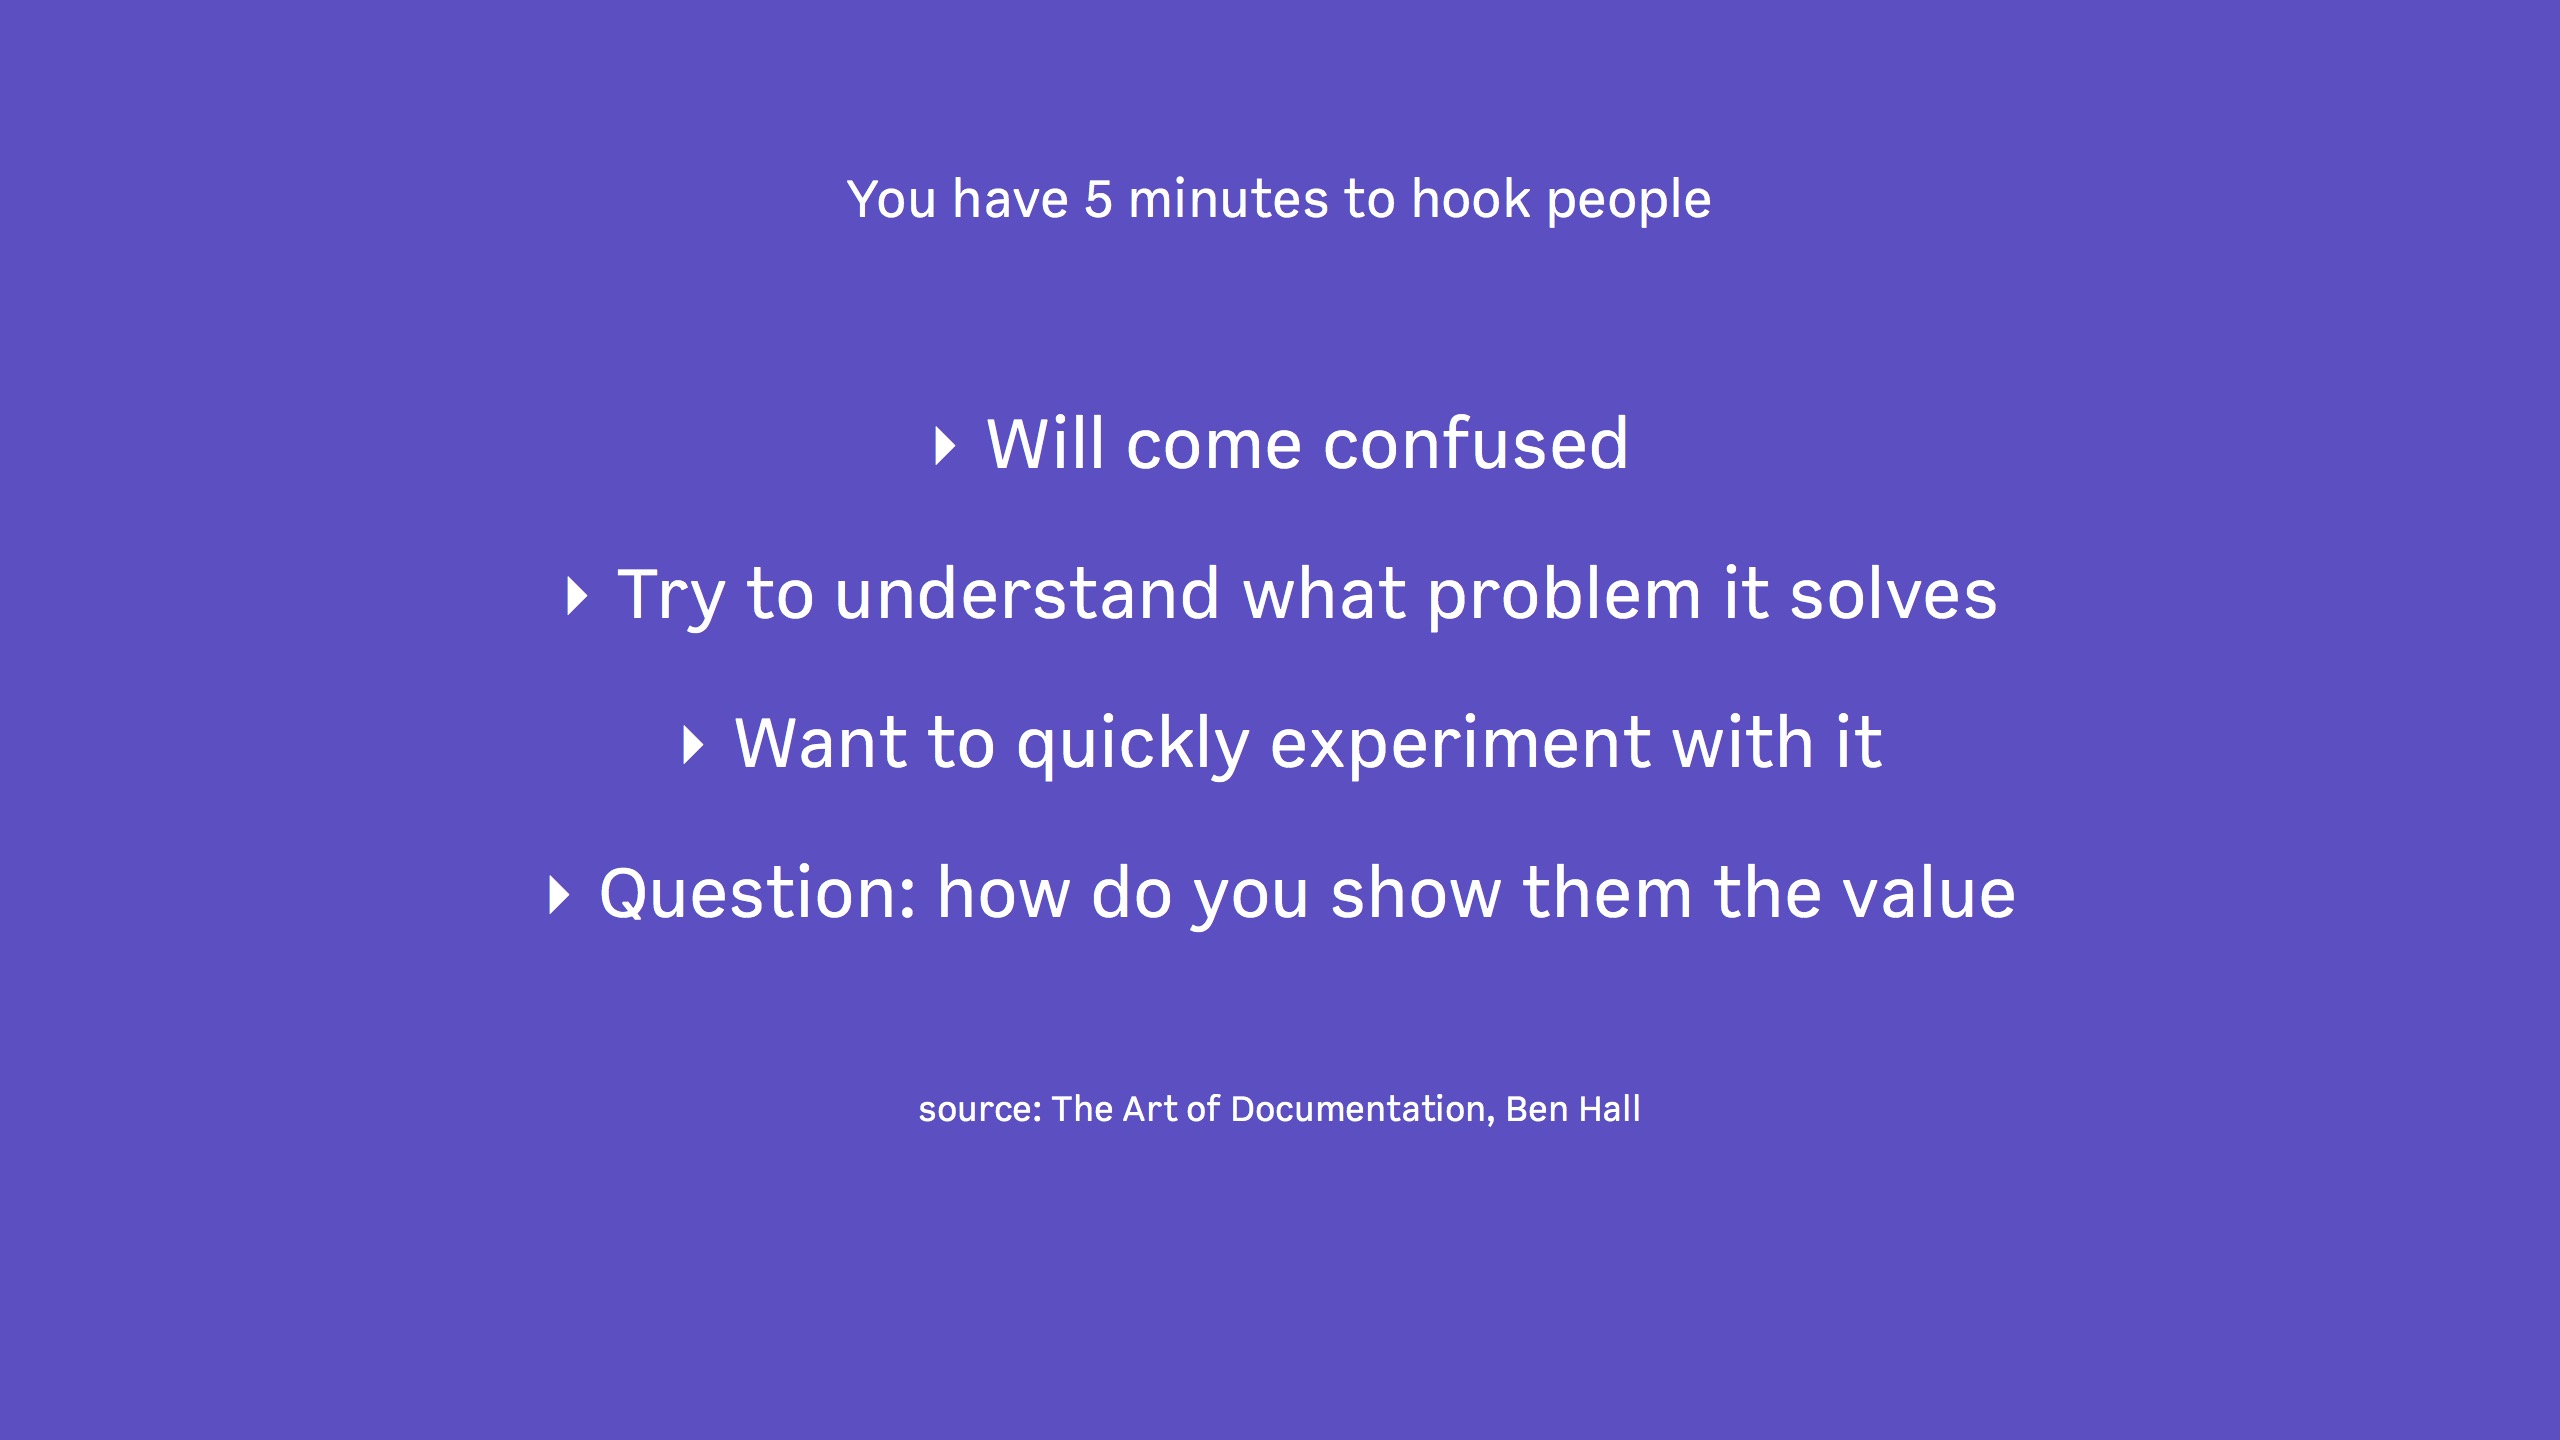 You have 5 minutes to hook people
▸ Will come confused
▸ Try to understand what problem it solves
▸ Want to quickly experiment with it
▸ Question: how do you show them the value
source: The Art of Documentation, Ben Hall